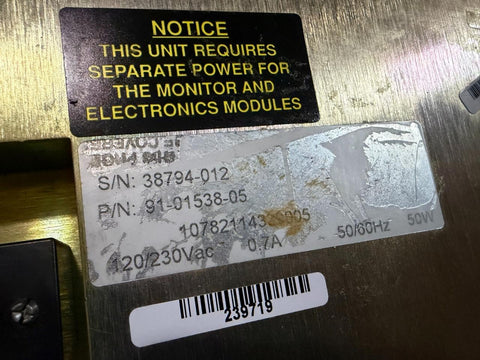 NOTICE
THIS UNIT REQUIRES
SEPARATE POWER FOR
THE MONITOR AND
ELECTRONICS MODULES
S/N: 38794-012
P/N: 91-01538-05
120/230Vac 0.7A 50/60Hz 50W
239719